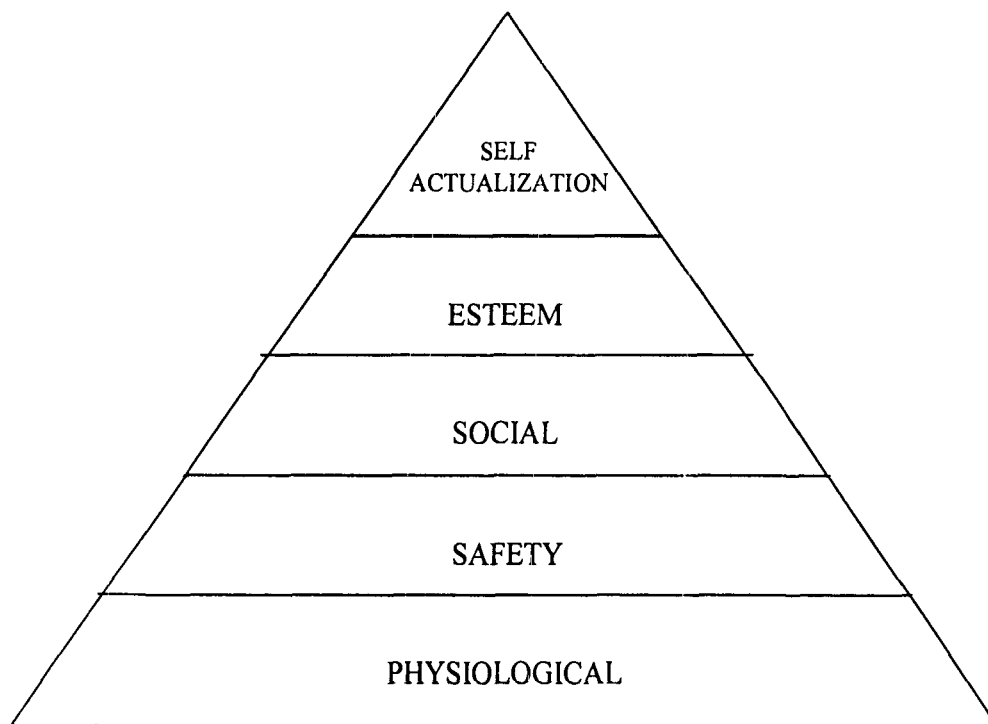 SELF
ACTUALIZATION
ESTEEM
SOCIAL
SAFETY
PHYSIOLOGICAL